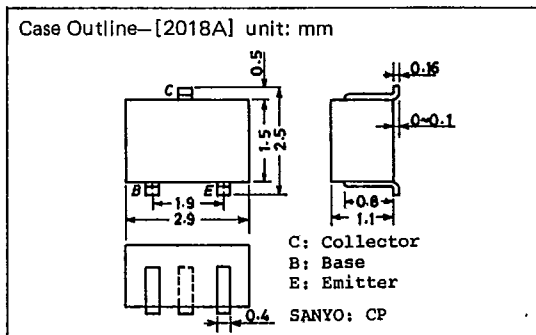 Case Outline—[2018A] unit: mm
0.5
C
0.16
0~0.1
1.5
2.5
B
E
1.9
2.9
0.8
1.1
C: Collector
B: Base
E: Emitter
0.4
SANYO: CP